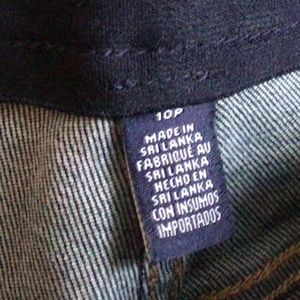 10P
MADE IN
SRI LANKA
FABRIQUÉ AU
SRI LANKA
HECHO EN
SRI LANKA
CON INSUMOS
IMPORTADOS